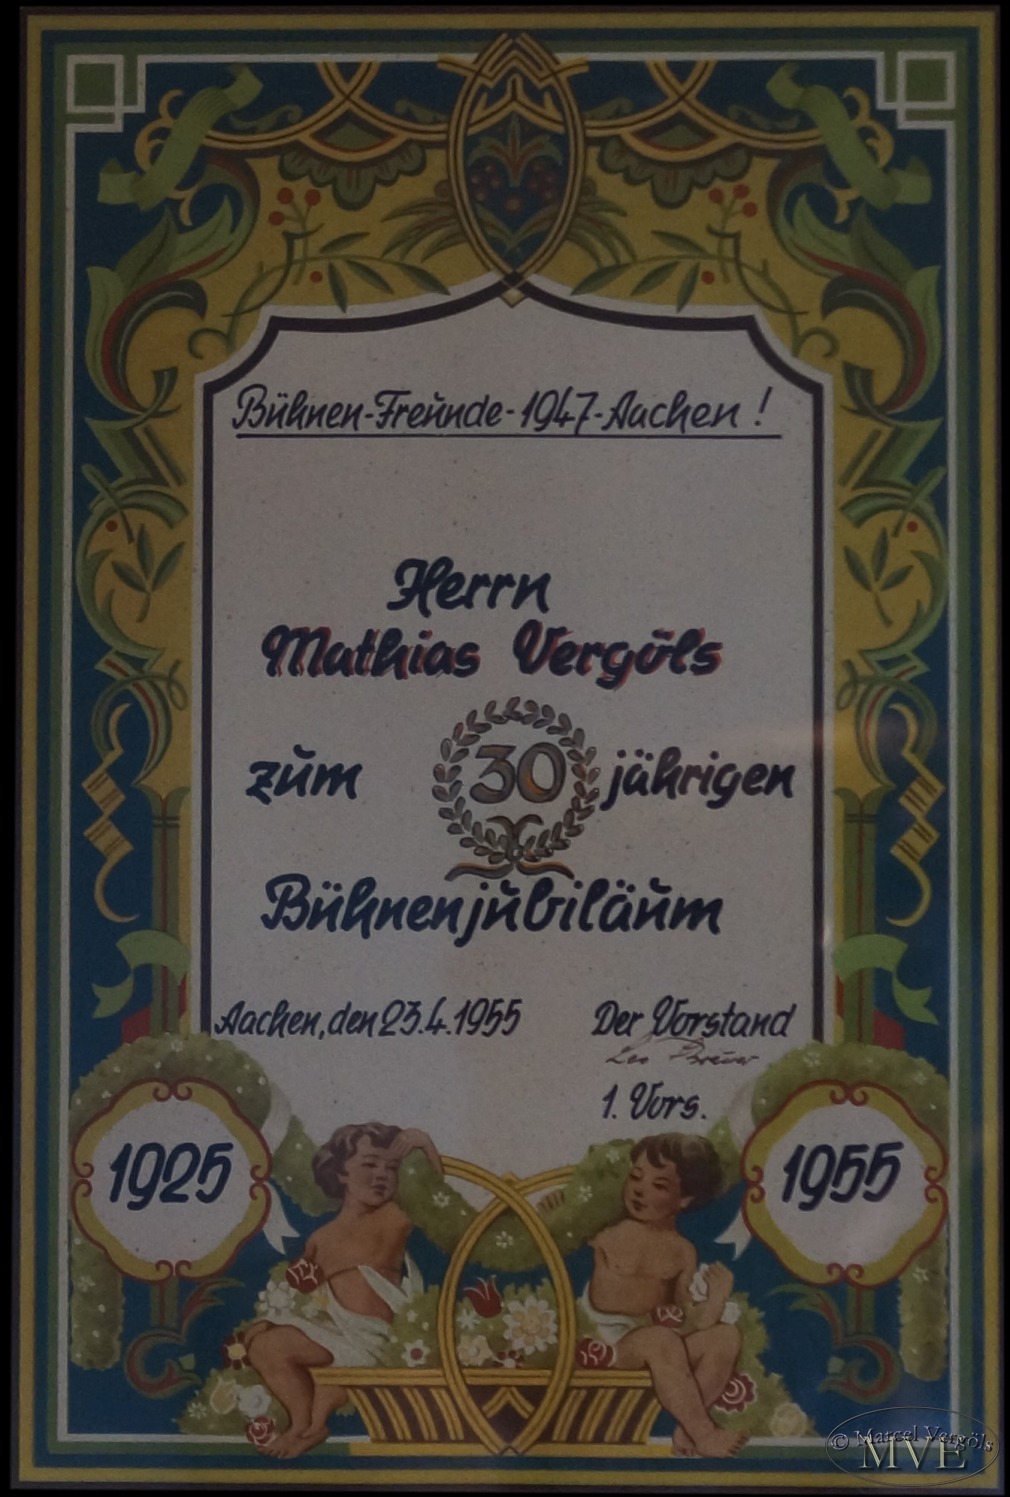 Bühnen-Freunde-1947-Aachen!
Herrn
Mathias Vergöls
zum 30 jährigen
Bühnenjubiläum
Aachen, den 23.4.1955 Der Vorstand
Leo
1. Vors.
1925 1955
© Marcel Vergöls
MVE